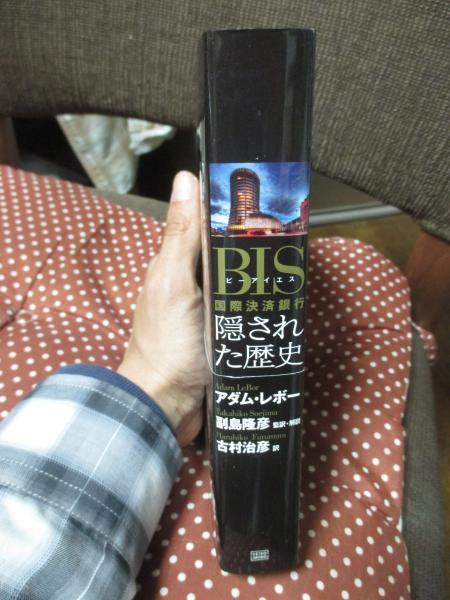 BIS
ビーアイエス
国際決済銀行
隠され
た歴史
Adam LeBor
アダム・レボー
Takahiko Soejima
副島隆彦 監訳・解説
Haruhiko Furumura
古村治彦 訳